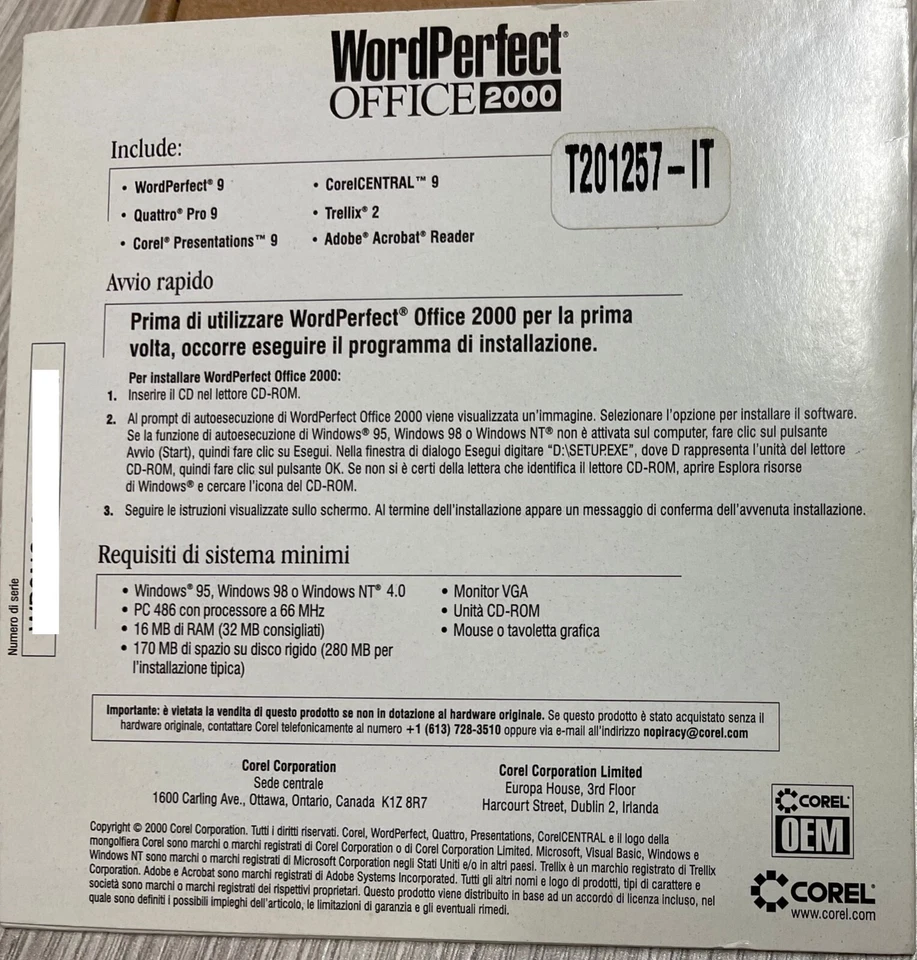 WordPerfect®
OFFICE 2000
T201257-IT
Include:
• WordPerfect® 9
• Quattro® Pro 9
• Corel® Presentations™ 9
• CorelCENTRAL™ 9
• Trellix® 2
• Adobe® Acrobat® Reader
Avvio rapido
Prima di utilizzare WordPerfect® Office 2000 per la prima
volta, occorre eseguire il programma di installazione.
Per installare WordPerfect Office 2000:
1. Inserire il CD nel lettore CD-ROM.
2. Al prompt di autoesecuzione di WordPerfect Office 2000 viene visualizzata un'immagine. Selezionare l'opzione per installare il software.
Se la funzione di autoesecuzione di Windows® 95, Windows 98 o Windows NT® non è attivata sul computer, fare clic sul pulsante
Avvio (Start), quindi fare clic su Esegui. Nella finestra di dialogo Esegui digitare "D:\SETUP.EXE", dove D rappresenta l'unità del lettore
CD-ROM, quindi fare clic sul pulsante OK. Se non si è certi della lettera che identifica il lettore CD-ROM, aprire Esplora risorse
di Windows® e cercare l'icona del CD-ROM.
3. Seguire le istruzioni visualizzate sullo schermo. Al termine dell'installazione appare un messaggio di conferma dell'avvenuta installazione.
Requisiti di sistema minimi
• Windows® 95, Windows 98 o Windows NT® 4.0
• PC 486 con processore a 66 MHz
• 16 MB di RAM (32 MB consigliati)
• 170 MB di spazio su disco rigido (280 MB per
l'installazione tipica)
• Monitor VGA
• Unità CD-ROM
• Mouse o tavoletta grafica
Numero di serie
Importante: è vietata la vendita di questo prodotto se non in dotazione al hardware originale. Se questo prodotto è stato acquistato senza il
hardware originale, contattare Corel telefonicamente al numero +1 (613) 728-3510 oppure via e-mail all'indirizzo nopiracy@corel.com
Corel Corporation
Sede centrale
1600 Carling Ave., Ottawa, Ontario, Canada K1Z 8R7
Corel Corporation Limited
Europa House, 3rd Floor
Harcourt Street, Dublin 2, Irlanda
COREL®
OEM
Copyright © 2000 Corel Corporation. Tutti i diritti riservati. Corel, WordPerfect, Quattro, Presentations, CorelCENTRAL e il logo della
mongolfiera Corel sono marchi o marchi registrati di Corel Corporation o di Corel Corporation Limited. Microsoft, Visual Basic, Windows e
Windows NT sono marchi o marchi registrati di Microsoft Corporation negli Stati Uniti e/o in altri paesi. Trellix è un marchio registrato di Trellix
Corporation. Adobe e Acrobat sono marchi registrati di Adobe Systems Incorporated. Tutti gli altri nomi e logo di prodotti, tipi di carattere e
società sono marchi o marchi registrati dei rispettivi proprietari. Questo prodotto viene distribuito in base ad un accordo di licenza incluso, nel
quale sono definiti i possibili impieghi dell'articolo, le limitazioni di garanzia e gli eventuali rimedi.
COREL®
www.corel.com